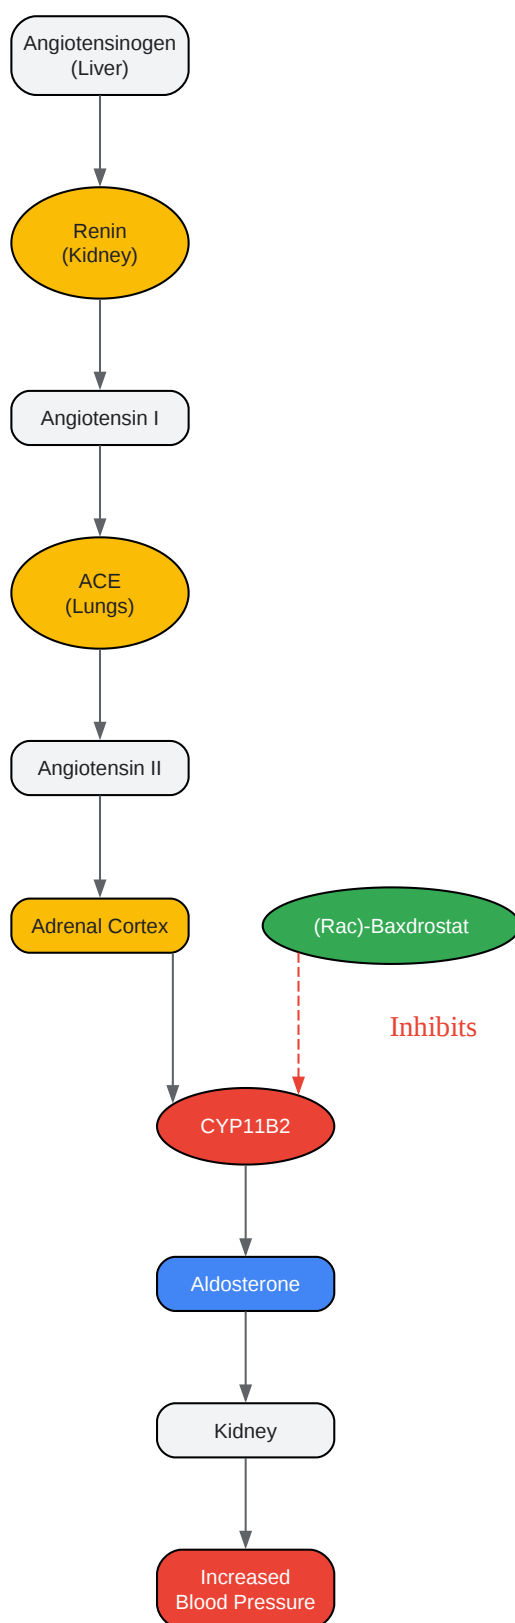 Angiotensinogen
(Liver)
Renin
(Kidney)
Angiotensin I
ACE
(Lungs)
Angiotensin II
Adrenal Cortex
(Rac)-Baxdrostat
Inhibits
CYP11B2
Aldosterone
Kidney
Increased
Blood Pressure